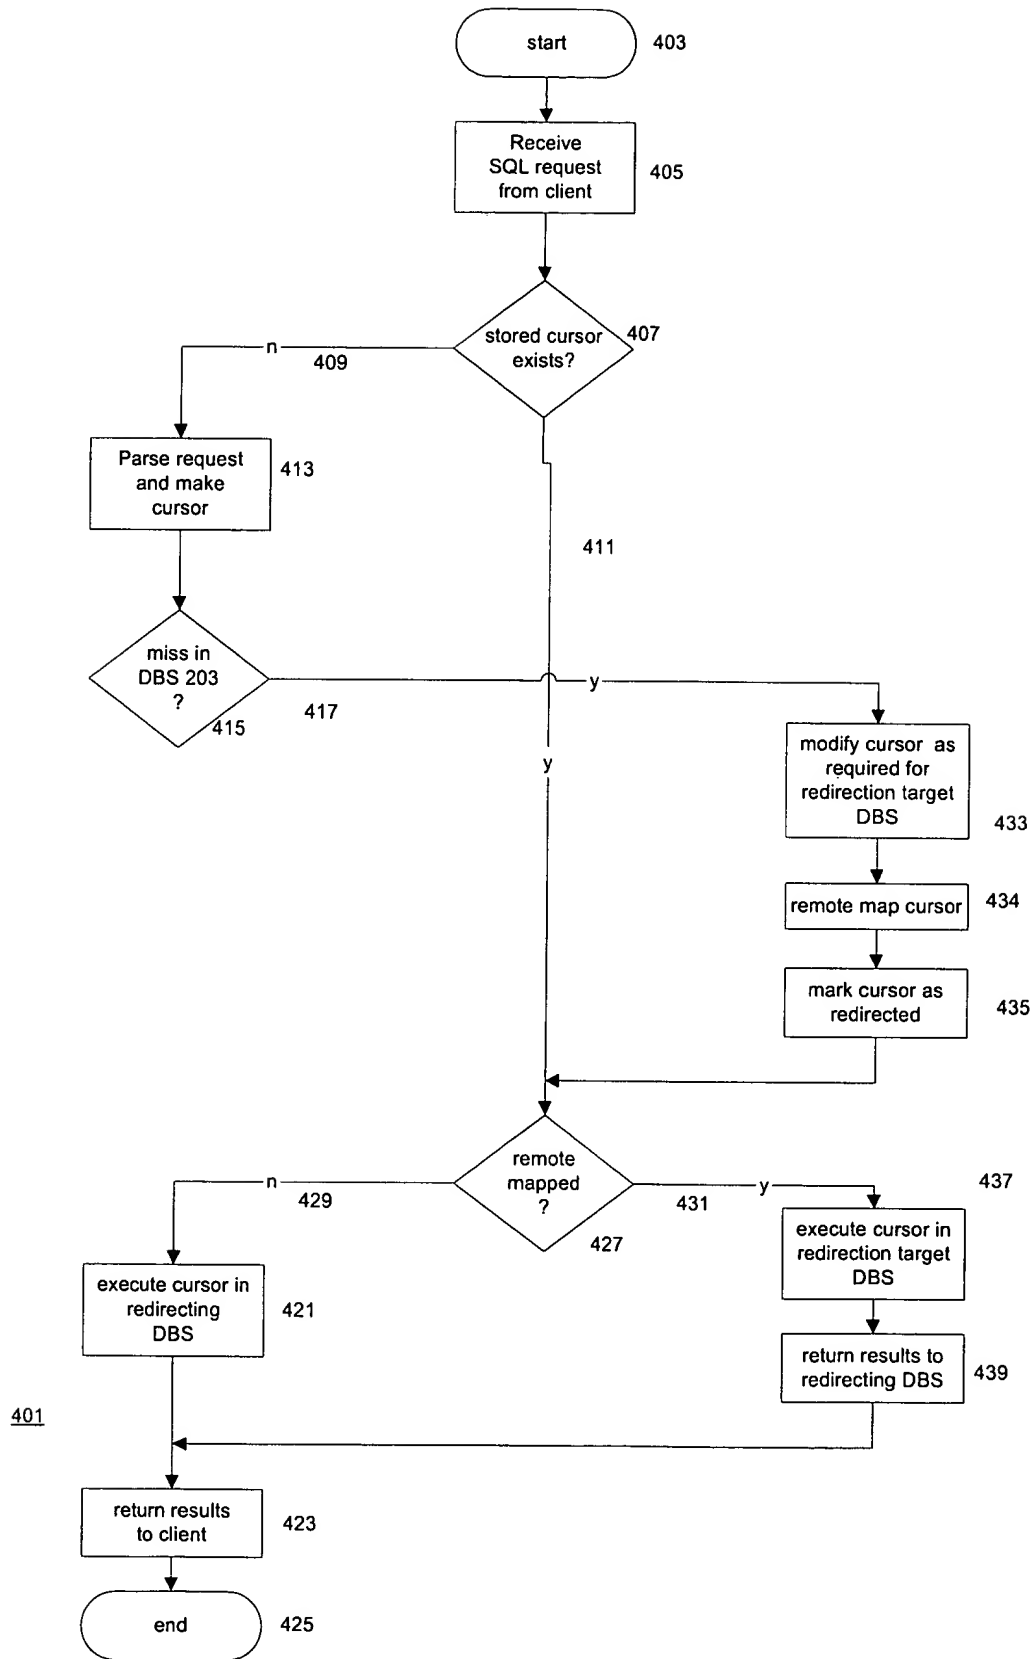 start
403
Receive
SQL request
from client
405
stored cursor
exists?
407
n
409
Parse request
and make
cursor
413
411
miss in
DBS 203
?
415
417
y
modify cursor as
required for
redirection target
DBS
433
y
remote map cursor
434
mark cursor as
redirected
435
remote
mapped
?
427
n
429
431
y
437
execute cursor in
redirecting
DBS
421
execute cursor in
redirection target
DBS
return results to
redirecting DBS
439
401
return results
to client
423
end
425